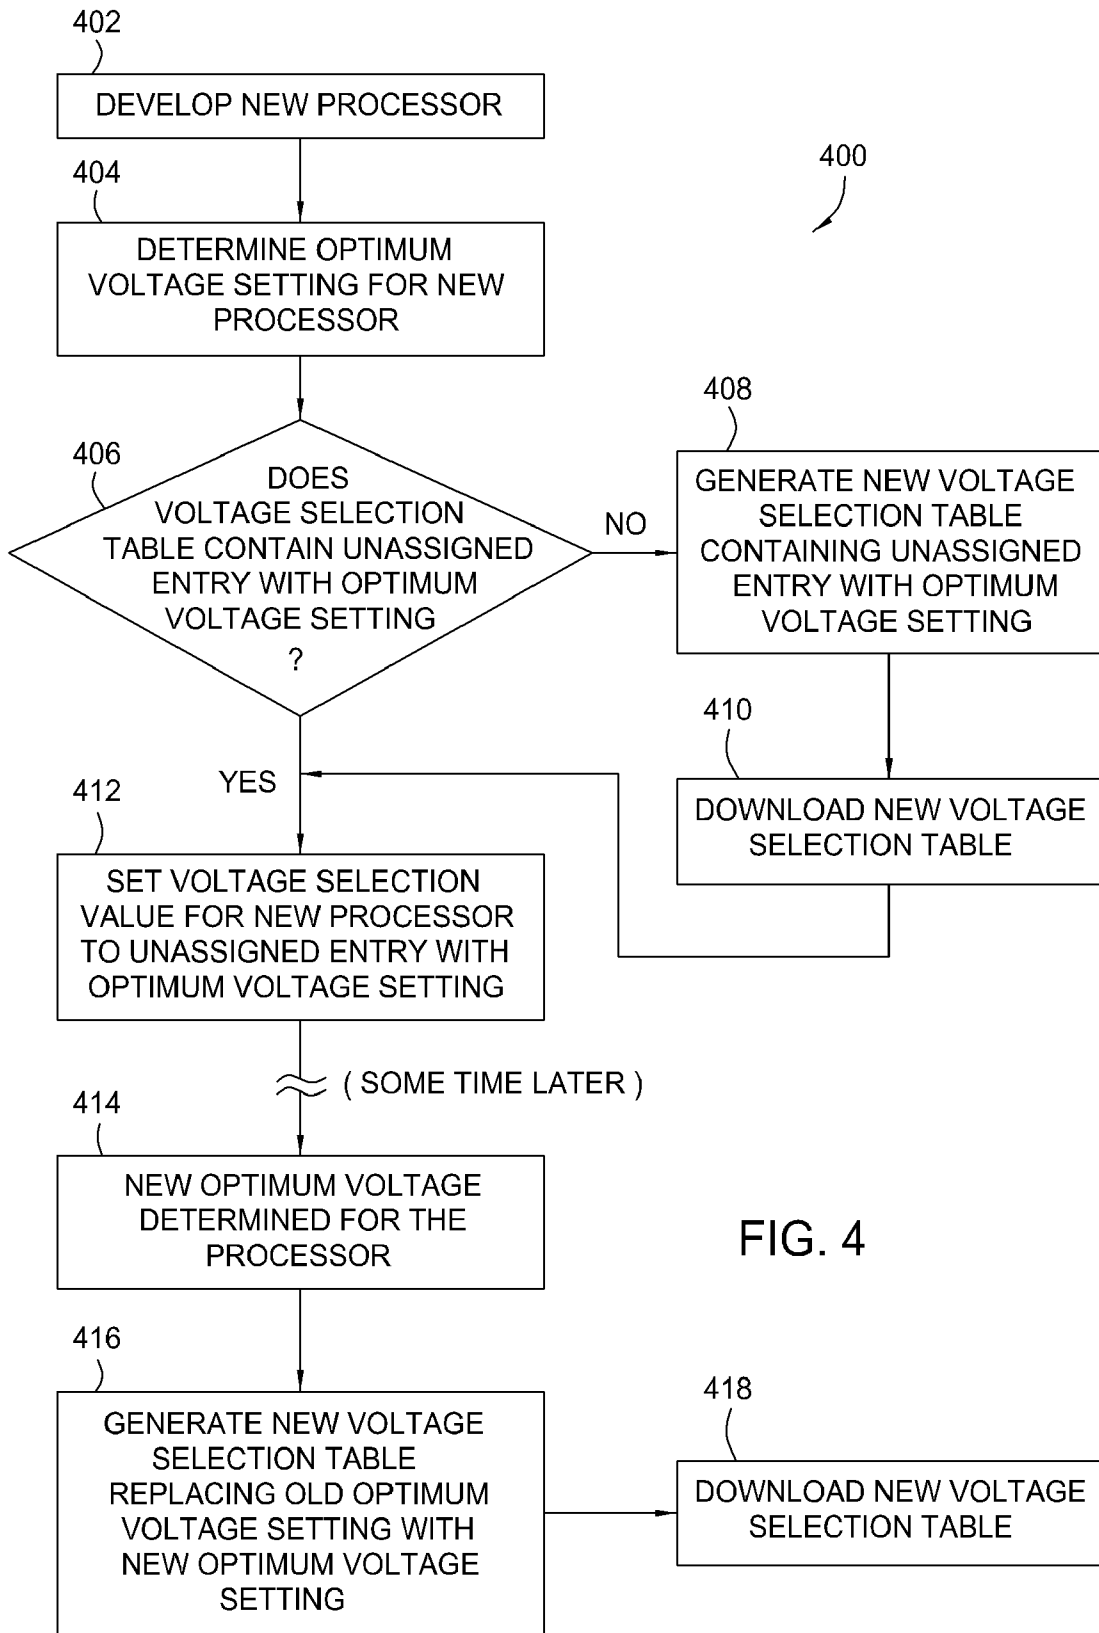 402
DEVELOP NEW PROCESSOR
404
DETERMINE OPTIMUM
VOLTAGE SETTING FOR NEW
PROCESSOR
400
406
DOES
VOLTAGE SELECTION
TABLE CONTAIN UNASSIGNED
ENTRY WITH OPTIMUM
VOLTAGE SETTING
?
NO
408
GENERATE NEW VOLTAGE
SELECTION TABLE
CONTAINING UNASSIGNED
ENTRY WITH OPTIMUM
VOLTAGE SETTING
410
DOWNLOAD NEW VOLTAGE
SELECTION TABLE
YES
412
SET VOLTAGE SELECTION
VALUE FOR NEW PROCESSOR
TO UNASSIGNED ENTRY WITH
OPTIMUM VOLTAGE SETTING
( SOME TIME LATER )
414
NEW OPTIMUM VOLTAGE
DETERMINED FOR THE
PROCESSOR
FIG. 4
416
GENERATE NEW VOLTAGE
SELECTION TABLE
REPLACING OLD OPTIMUM
VOLTAGE SETTING WITH
NEW OPTIMUM VOLTAGE
SETTING
418
DOWNLOAD NEW VOLTAGE
SELECTION TABLE